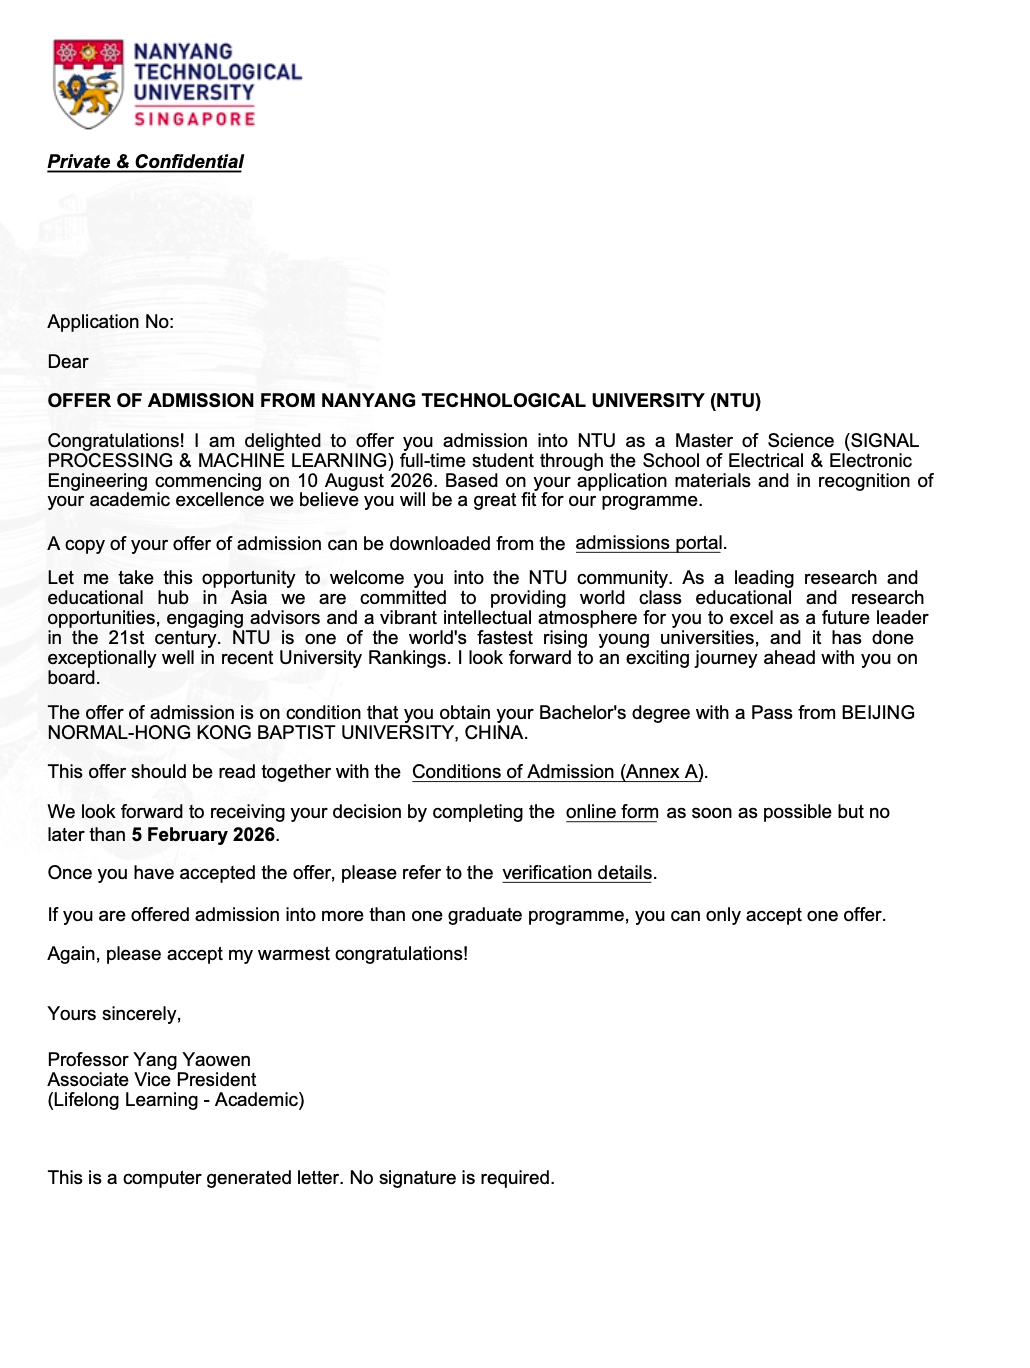 NANYANG
TECHNOLOGICAL
UNIVERSITY
SINGAPORE
Private & Confidential
Application No:
Dear
OFFER OF ADMISSION FROM NANYANG TECHNOLOGICAL UNIVERSITY (NTU)
Congratulations! I am delighted to offer you admission into NTU as a Master of Science (SIGNAL
PROCESSING & MACHINE LEARNING) full-time student through the School of Electrical & Electronic
Engineering commencing on 10 August 2026. Based on your application materials and in recognition of
your academic excellence we believe you will be a great fit for our programme.
A copy of your offer of admission can be downloaded from the admissions portal.
Let me take this opportunity to welcome you into the NTU community. As a leading research and
educational hub in Asia we are committed to providing world class educational and research
opportunities, engaging advisors and a vibrant intellectual atmosphere for you to excel as a future leader
in the 21st century. NTU is one of the world's fastest rising young universities, and it has done
exceptionally well in recent University Rankings. I look forward to an exciting journey ahead with you on
board.
The offer of admission is on condition that you obtain your Bachelor's degree with a Pass from BEIJING
NORMAL-HONG KONG BAPTIST UNIVERSITY, CHINA.
This offer should be read together with the Conditions of Admission (Annex A).
We look forward to receiving your decision by completing the online form as soon as possible but no
later than 5 February 2026.
Once you have accepted the offer, please refer to the verification details.
If you are offered admission into more than one graduate programme, you can only accept one offer.
Again, please accept my warmest congratulations!
Yours sincerely,
Professor Yang Yaowen
Associate Vice President
(Lifelong Learning - Academic)
This is a computer generated letter. No signature is required.